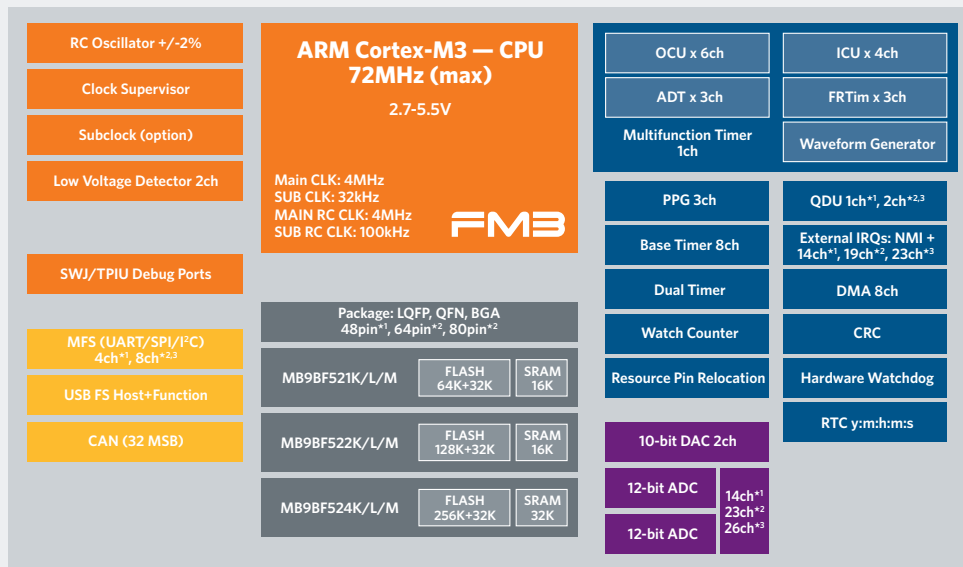 RC Oscillator +/-2%
Clock Supervisor
Subclock (option)
Low Voltage Detector 2ch
SWJ/TPIU Debug Ports
MFS (UART/SPI/I²C)
4ch*¹, 8ch*²,³
USB FS Host+Function
CAN (32 MSB)
ARM Cortex-M3 — CPU
72MHz (max)
2.7-5.5V
Main CLK: 4MHz
SUB CLK: 32kHz
MAIN RC CLK: 4MHz
SUB RC CLK: 100kHz
FM3
Package: LQFP, QFN, BGA
48pin*¹, 64pin*², 80pin*²
MB9BF521K/L/M
FLASH
64K+32K
SRAM
16K
MB9BF522K/L/M
FLASH
128K+32K
SRAM
16K
MB9BF524K/L/M
FLASH
256K+32K
SRAM
32K
OCU x 6ch
ICU x 4ch
ADT x 3ch
FRTim x 3ch
Multifunction Timer
1ch
Waveform Generator
PPG 3ch
Base Timer 8ch
Dual Timer
Watch Counter
Resource Pin Relocation
QDU 1ch*¹, 2ch*²,³
External IRQs: NMI +
14ch*¹, 19ch*², 23ch*³
DMA 8ch
CRC
Hardware Watchdog
RTC y:m:h:m:s
10-bit DAC 2ch
12-bit ADC
12-bit ADC
14ch*¹
23ch*²
26ch*³